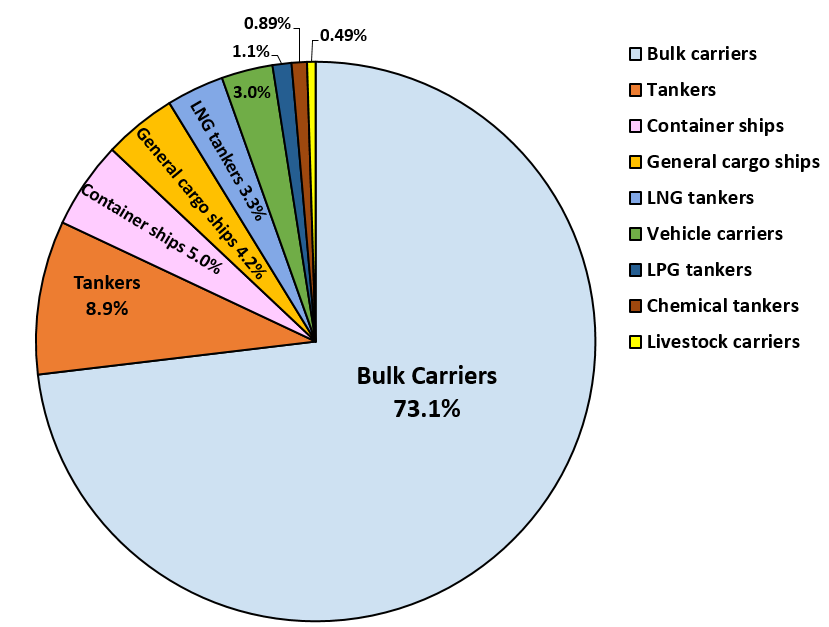 0.89%
0.49%
1.1%
3.0%
LNG tankers 3.3%
General cargo ships 4.2%
Container ships 5.0%
Tankers
8.9%
Bulk Carriers
73.1%
Bulk carriers
Tankers
Container ships
General cargo ships
LNG tankers
Vehicle carriers
LPG tankers
Chemical tankers
Livestock carriers